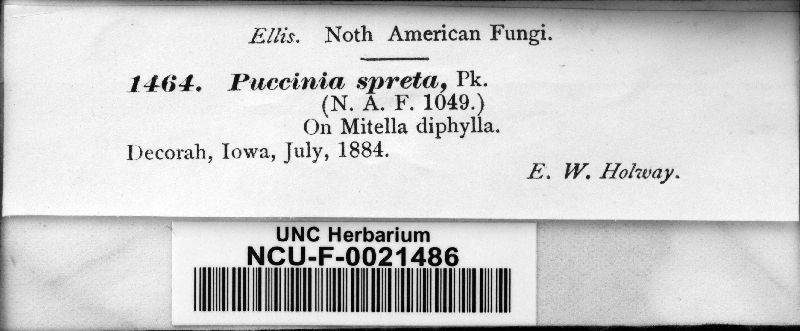 Ellis. Noth American Fungi.
1464. Puccinia spreta, Pk.
(N. A. F. 1049.)
On Mitella diphylla.
Decorah, Iowa, July, 1884.
E. W. Holway.
UNC Herbarium
NCU-F-0021486